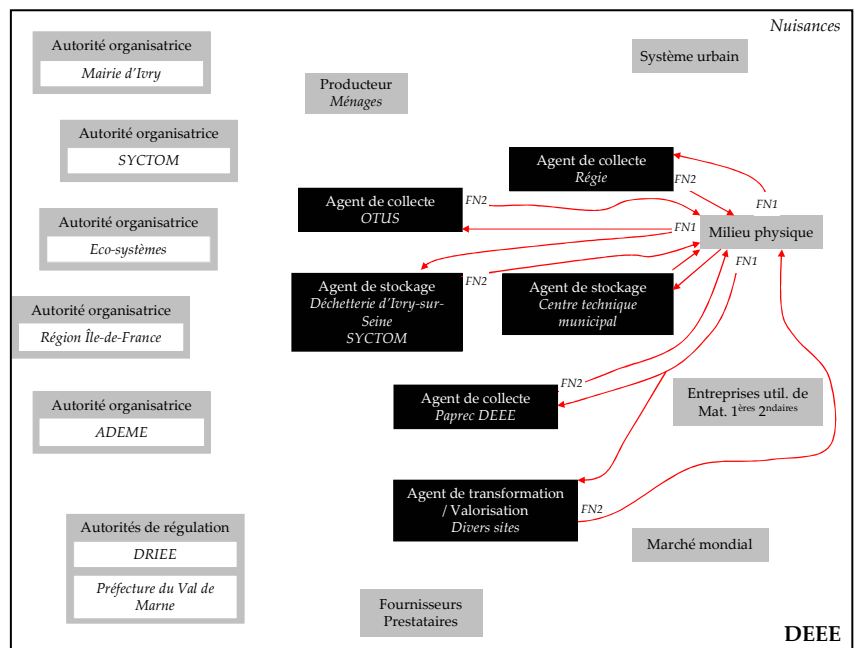 Nuisances
Autorité organisatrice
Mairie d'Ivry
Système urbain
Producteur
Ménages
Autorité organisatrice
SYCTOM
Agent de collecte
Régie
FN2
FN1
Agent de collecte
OTUS
FN2
FN1
Milieu physique
FN1
Autorité organisatrice
Eco-systèmes
Agent de stockage
Déchetterie d'Ivry-sur-
Seine
SYCTOM
FN2
Agent de stockage
Centre technique
municipal
Autorité organisatrice
Région Île-de-France
Agent de collecte
Paprec DEEE
FN2
Entreprises util. de
Mat. 1ères 2ndaires
Autorité organisatrice
ADEME
Agent de transformation
/ Valorisation
Divers sites
FN2
Autorités de régulation
DRIEE
Préfecture du Val de
Marne
Marché mondial
Fournisseurs
Prestataires
DEEE